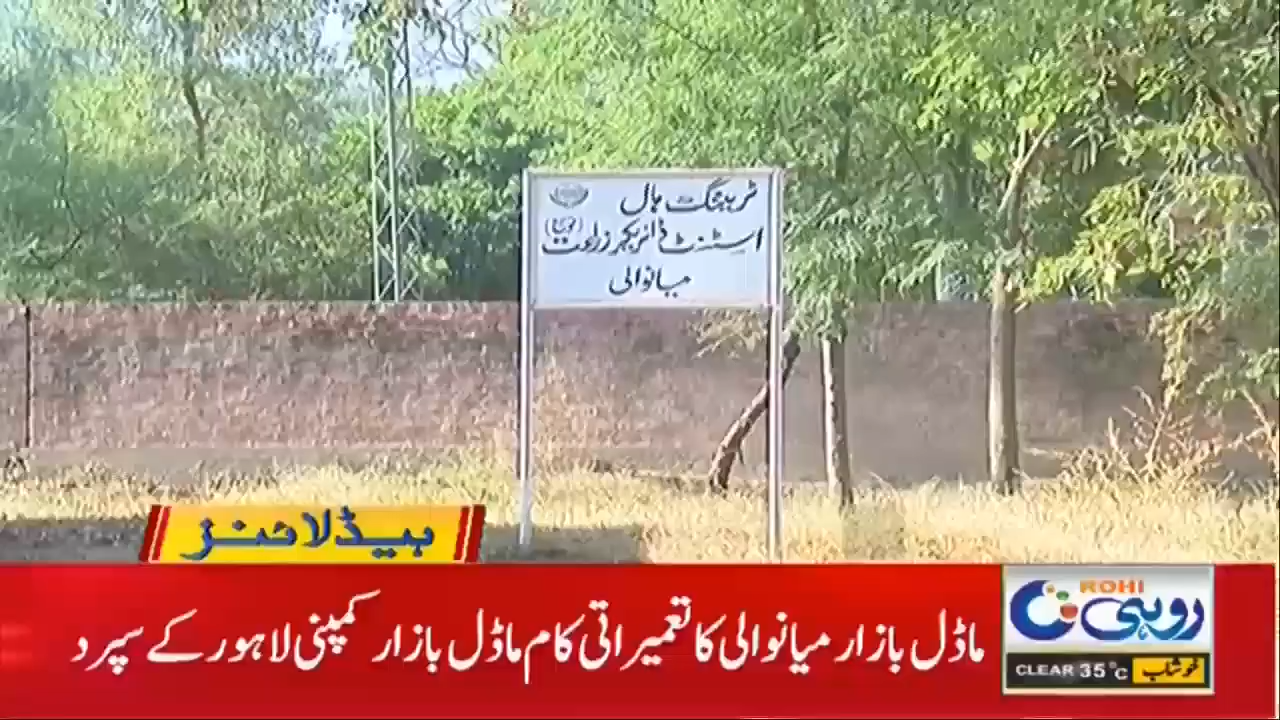 ٹریننگ ہال
اسسٹنٹ ڈائریکٹر زراعت (توسیع)
میانوالی
ہیڈلائنز
ماڈل بازار میانوالی کا تعمیراتی کام ماڈل بازار کمپنی لاہور کے سپرد
ROHI
روہی
CLEAR 35°C
خوشاب